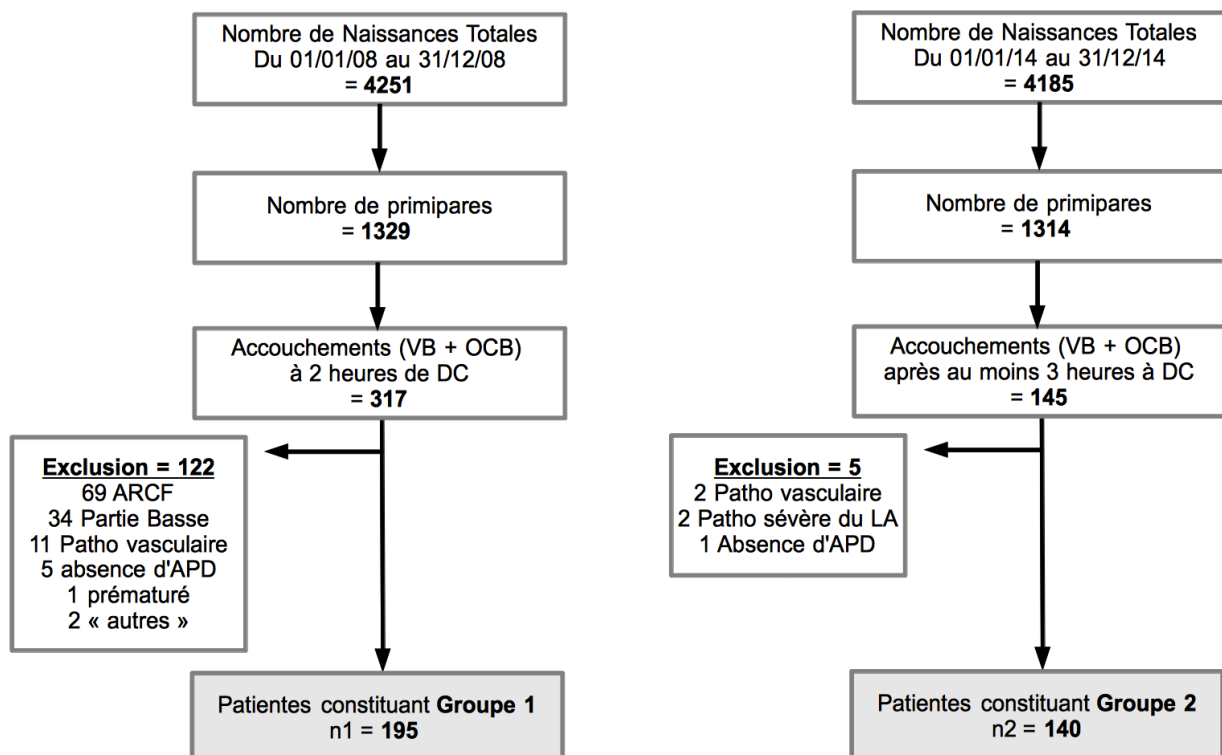 Nombre de Naissances Totales
Du 01/01/08 au 31/12/08
= 4251
Nombre de primipares
= 1329
Accouchements (VB + OCB)
à 2 heures de DC
= 317
Exclusion = 122
69 ARCF
34 Partie Basse
11 Patho vasculaire
5 absence d'APD
1 prématuré
2 « autres »
Patientes constituant Groupe 1
n1 = 195
Nombre de Naissances Totales
Du 01/01/14 au 31/12/14
= 4185
Nombre de primipares
= 1314
Accouchements (VB + OCB)
après au moins 3 heures à DC
= 145
Exclusion = 5
2 Patho vasculaire
2 Patho sévère du LA
1 Absence d'APD
Patientes constituant Groupe 2
n2 = 140